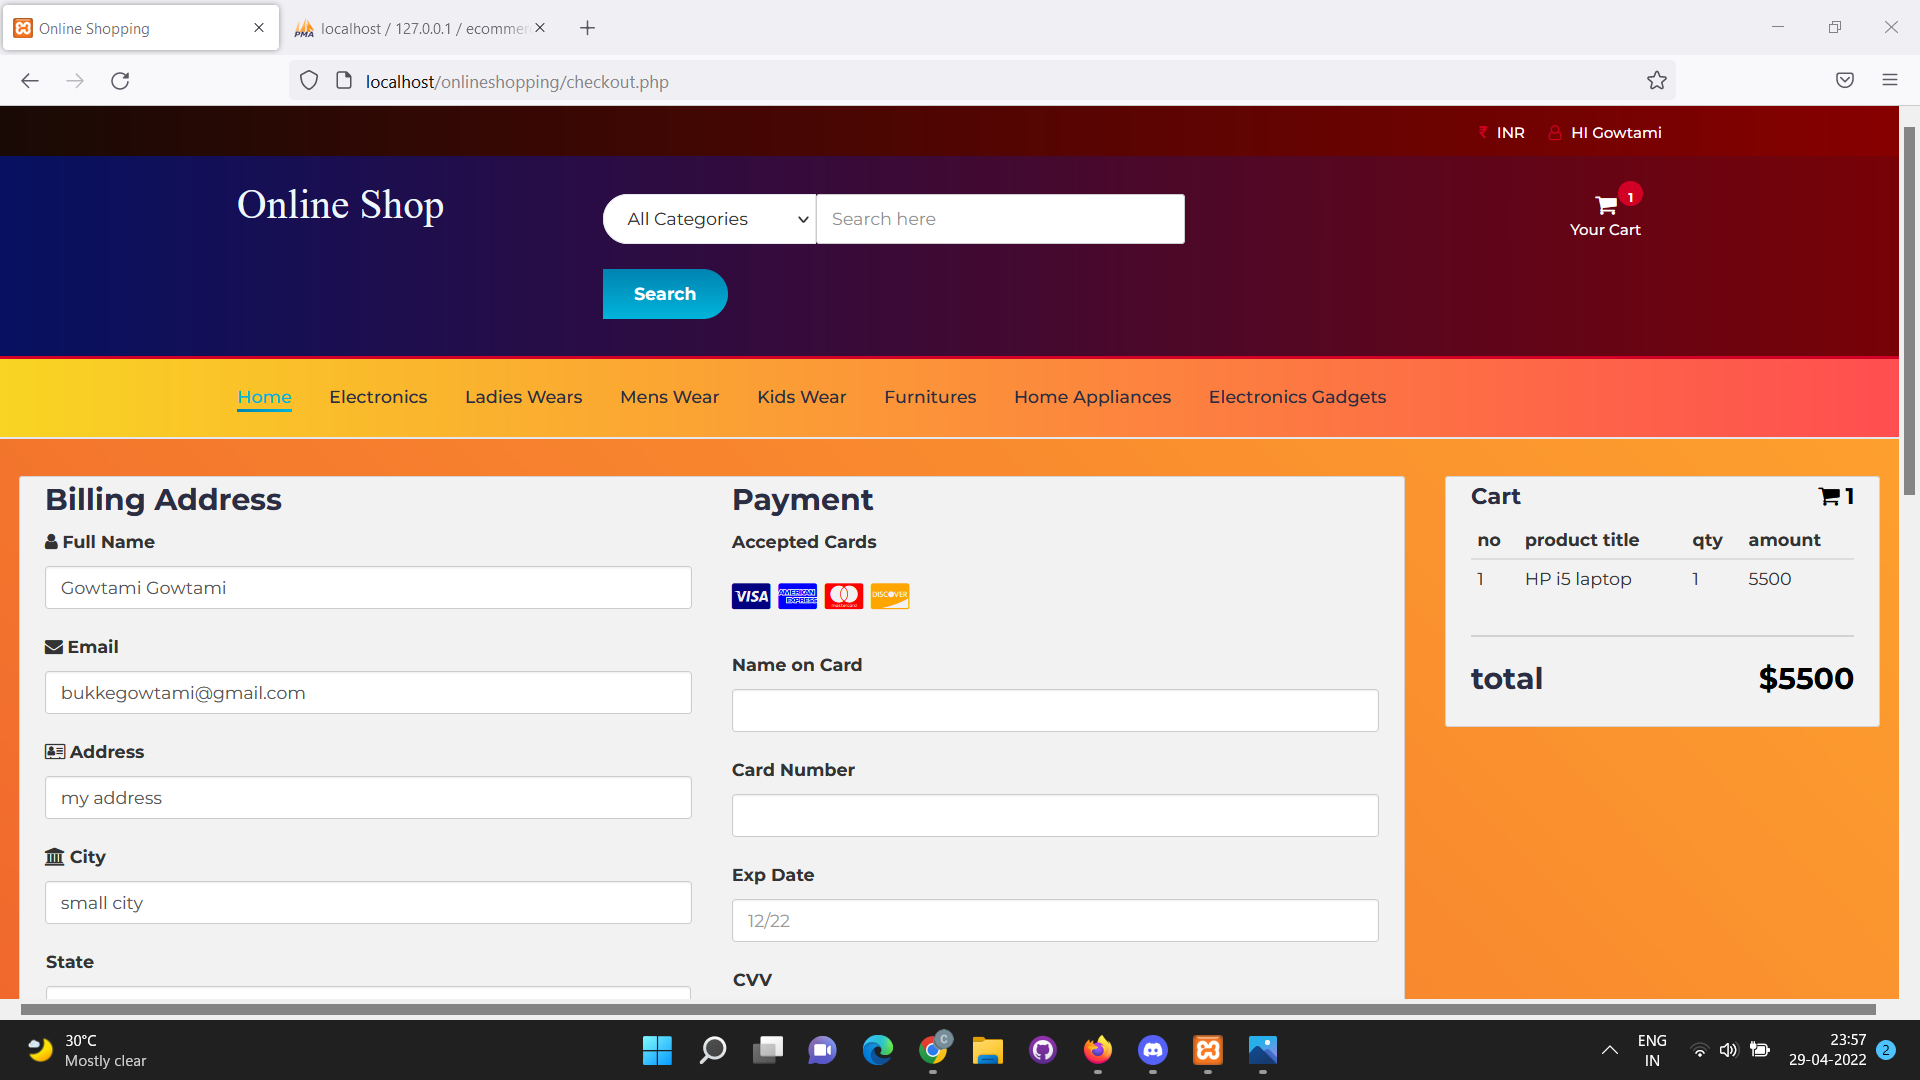 Online Shopping
localhost / 127.0.0.1 / ecommer
localhost/onlineshopping/checkout.php
₹ INR
HI Gowtami
Online Shop
All Categories
Search here
1
Your Cart
Search
Home
Electronics
Ladies Wears
Mens Wear
Kids Wear
Furnitures
Home Appliances
Electronics Gadgets
Billing Address
Full Name
Gowtami Gowtami
Email
bukkegowtami@gmail.com
Address
my address
City
small city
State
Payment
Accepted Cards
VISA
AMERICAN EXPRESS
mastercard
DISCOVER
Name on Card
Card Number
Exp Date
12/22
CVV
Cart 1
no product title qty amount
1 HP i5 laptop 1 5500
total $5500
30°C
Mostly clear
C
ENG
IN
23:57
29-04-2022
2